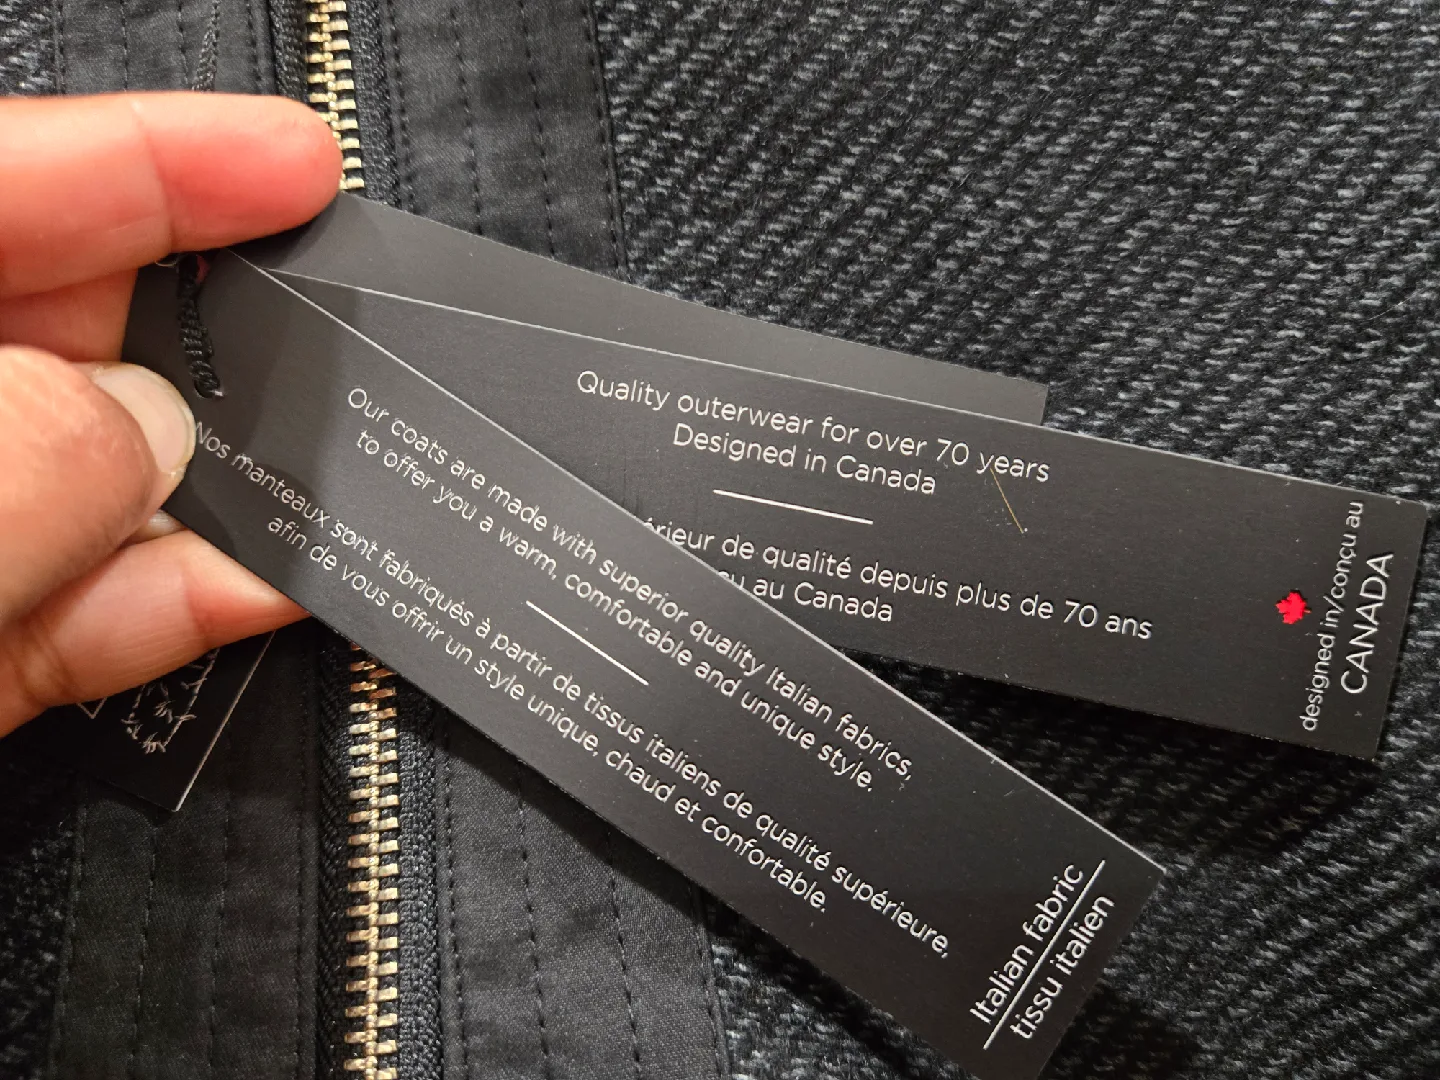 Quality outerwear for over 70 years
Designed in Canada
de qualité depuis plus de 70 ans
au Canada
designed in/conçu au
CANADA
Our coats are made with superior quality Italian fabrics,
to offer you a warm, comfortable and unique style.
Nos manteaux sont fabriqués à partir de tissus italiens de qualité supérieure,
afin de vous offrir un style unique, chaud et confortable.
Italian fabric
tissu italien